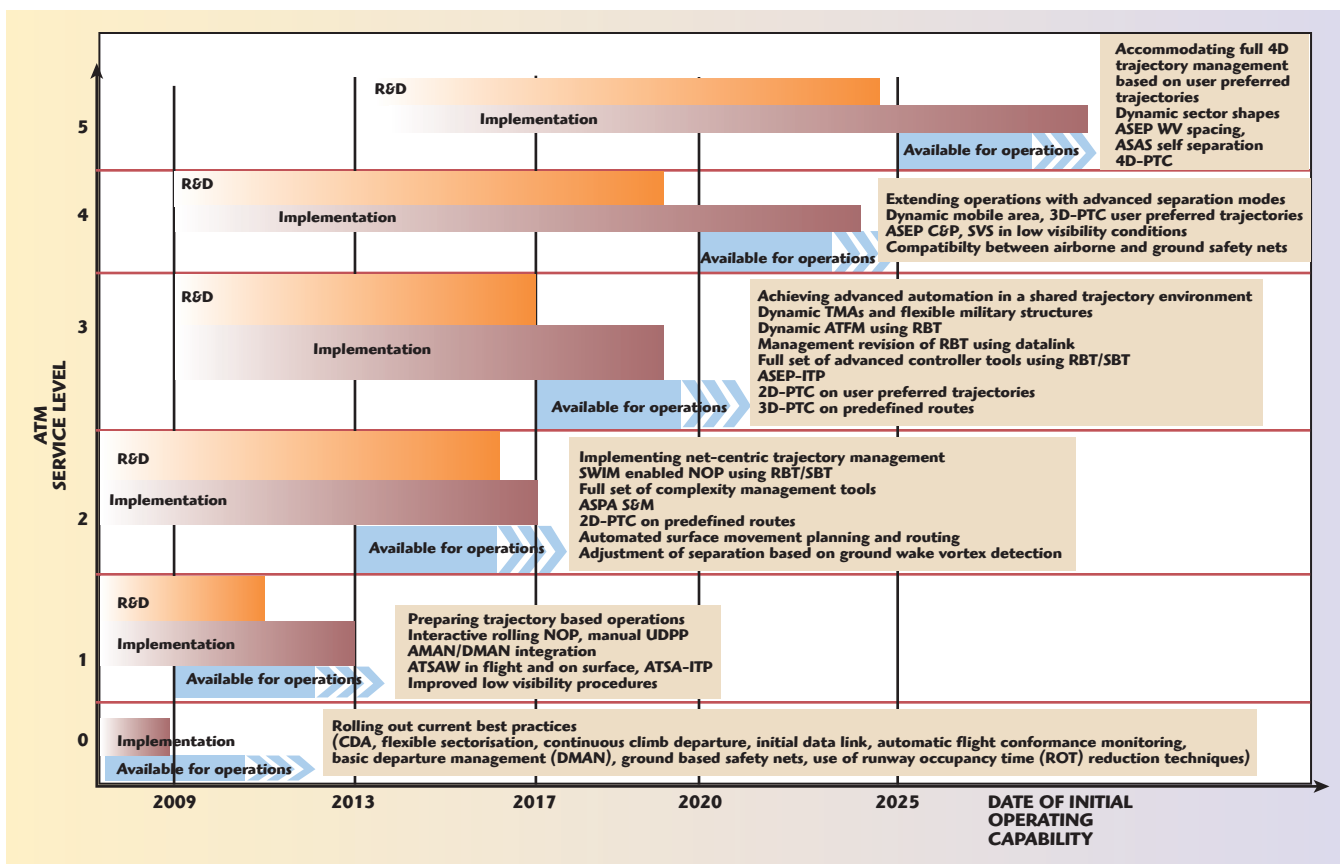 Accommodating full 4D
trajectory management
based on user preferred
trajectories
Dynamic sector shapes
ASEP WV spacing,
ASAS self separation
4D-PTC
R&D
Implementation
Available for operations
5
R&D
Implementation
Available for operations
4
Extending operations with advanced separation modes
Dynamic mobile area, 3D-PTC user preferred trajectories
ASEP C&P, SVS in low visibility conditions
Compatibilty between airborne and ground safety nets
R&D
Implementation
Available for operations
3
Achieving advanced automation in a shared trajectory environment
Dynamic TMAs and flexible military structures
Dynamic ATFM using RBT
Management revision of RBT using datalink
Full set of advanced controller tools using RBT/SBT
ASEP-ITP
2D-PTC on user preferred trajectories
3D-PTC on predefined routes
ATM
SERVICE LEVEL
R&D
Implementation
Available for operations
2
Implementing net-centric trajectory management
SWIM enabled NOP using RBT/SBT
Full set of complexity management tools
ASPA S&M
2D-PTC on predefined routes
Automated surface movement planning and routing
Adjustment of separation based on ground wake vortex detection
R&D
Implementation
Available for operations
1
Preparing trajectory based operations
Interactive rolling NOP, manual UDPP
AMAN/DMAN integration
ATSAW in flight and on surface, ATSA-ITP
Improved low visibility procedures
0
Implementation
Available for operations
Rolling out current best practices
(CDA, flexible sectorisation, continuous climb departure, initial data link, automatic flight conformance monitoring,
basic departure management (DMAN), ground based safety nets, use of runway occupancy time (ROT) reduction techniques)
2009
2013
2017
2020
2025
DATE OF INITIAL
OPERATING
CAPABILITY